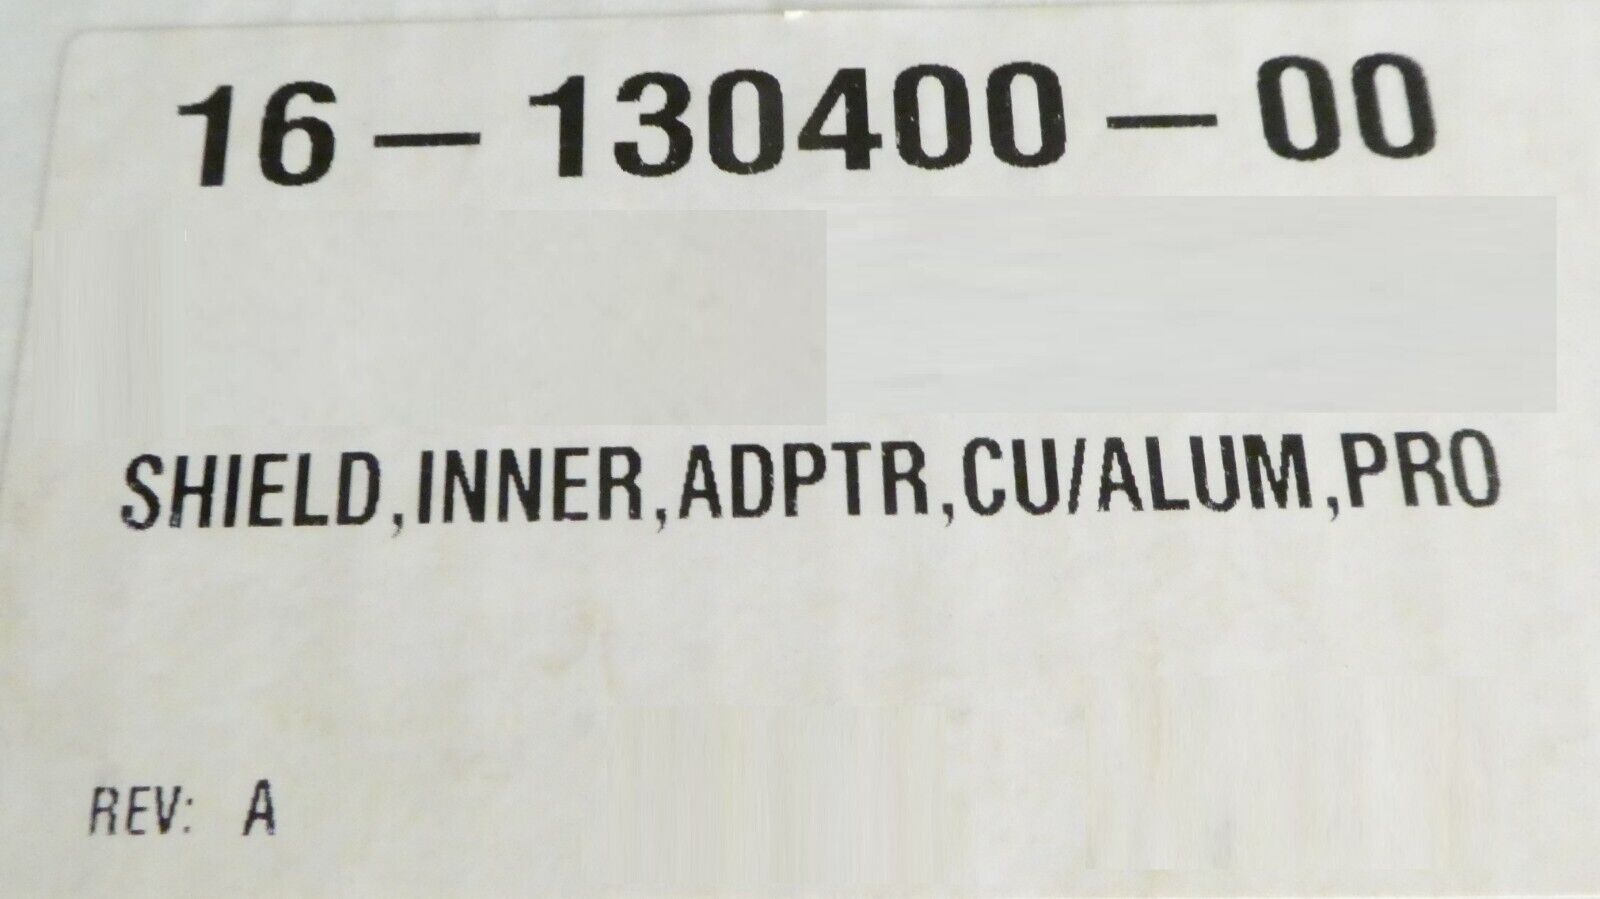 16-130400-00
SHIELD,INNER,ADPTR,CU/ALUM,PRO
REV: A